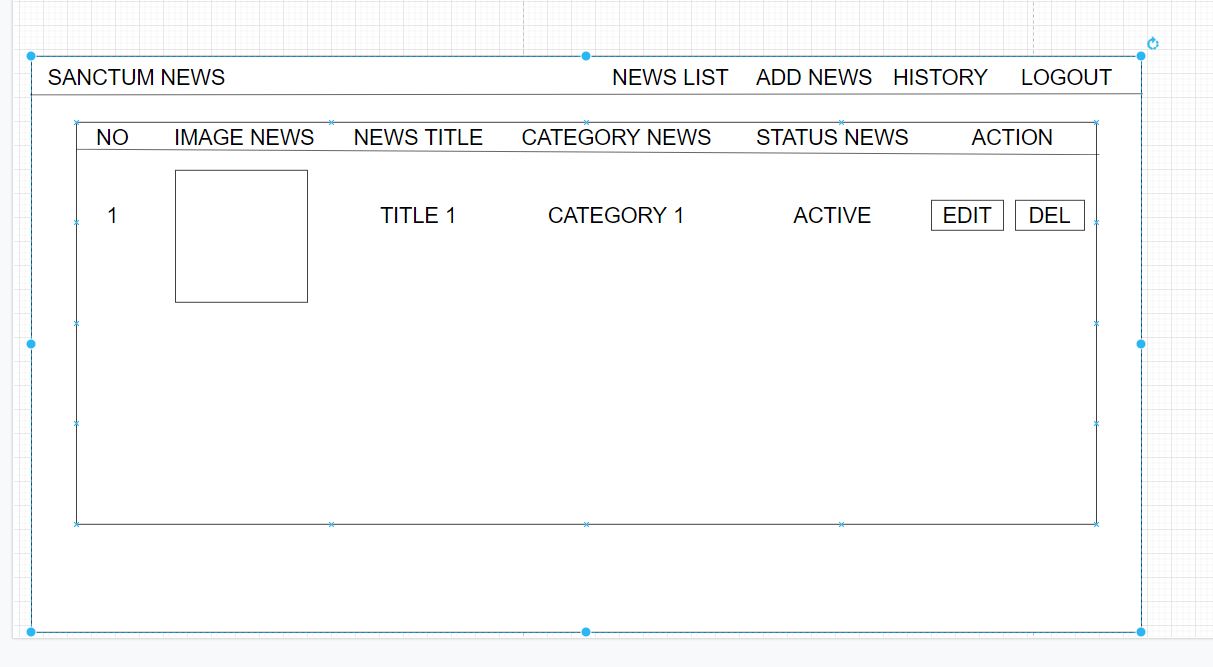 SANCTUM NEWS NEWS LIST ADD NEWS HISTORY LOGOUT
NO IMAGE NEWS NEWS TITLE CATEGORY NEWS STATUS NEWS ACTION
1 TITLE 1 CATEGORY 1 ACTIVE EDIT DEL